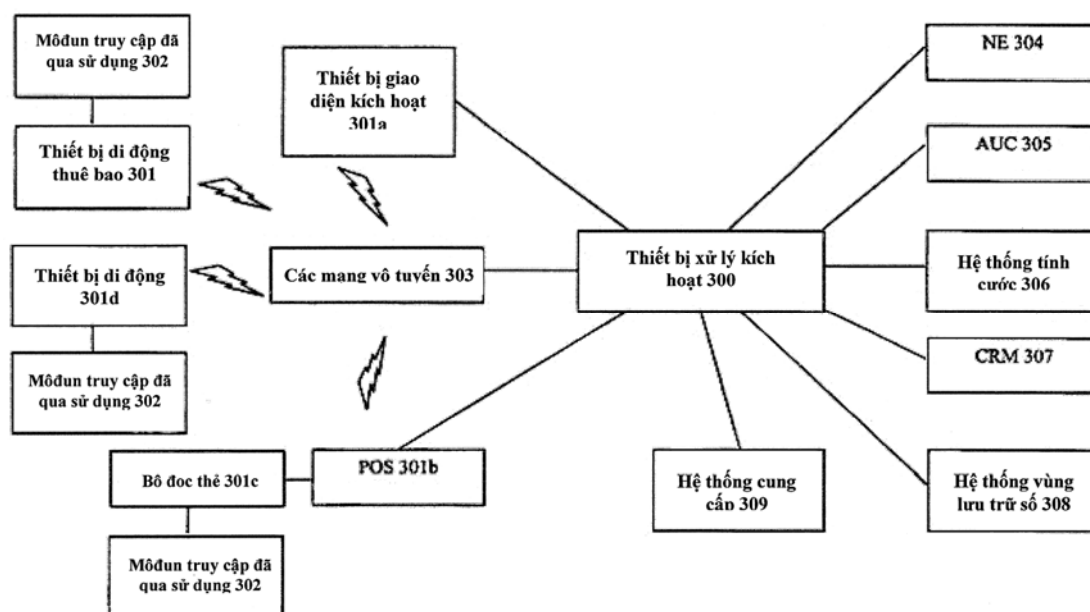 Môđun truy cập đã
qua sử dụng 302
Thiết bị di động
thuê bao 301
Thiết bị giao
diện kích hoạt
301a
NE 304
AUC 305
Thiết bị di động
301d
Các mang vô tuyến 303
Thiết bị xử lý kích
hoạt 300
Hệ thống tính
cước 306
Môđun truy cập đã
qua sử dụng 302
CRM 307
Bô đoc thẻ 301c
POS 301b
Hệ thống cung
cấp 309
Hệ thống vùng
lưu trữ số 308
Môđun truy cập đã
qua sử dụng 302